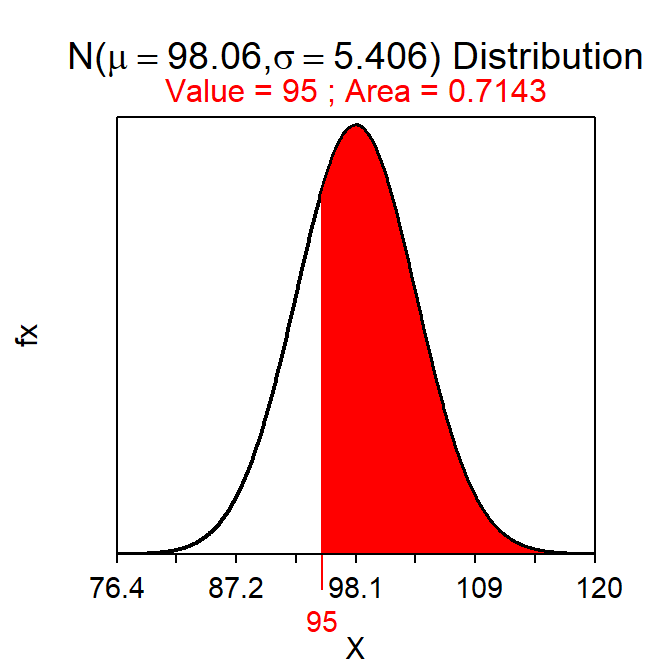 N(μ = 98.06,σ = 5.406) Distribution
Value = 95 ; Area = 0.7143
fx
76.4 87.2 98.1 109 120
95
X